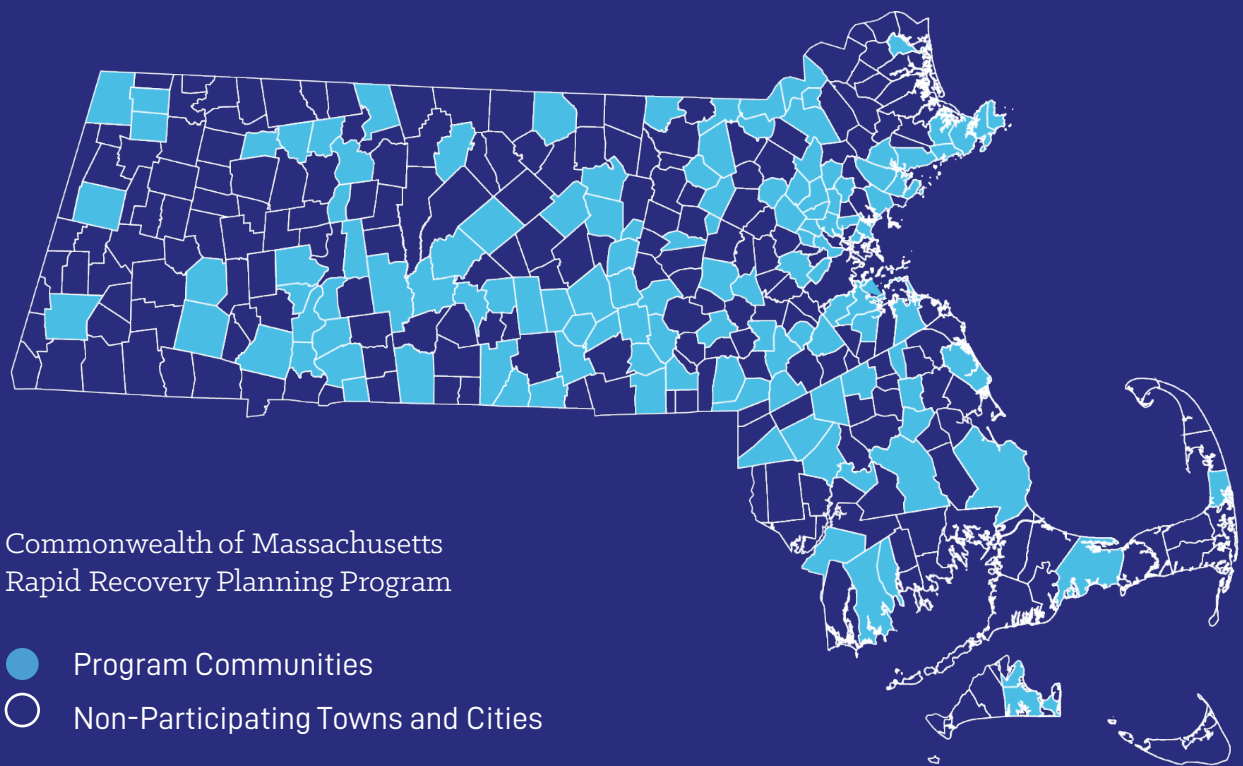 Commonwealth of Massachusetts
Rapid Recovery Planning Program
Program Communities
Non-Participating Towns and Cities